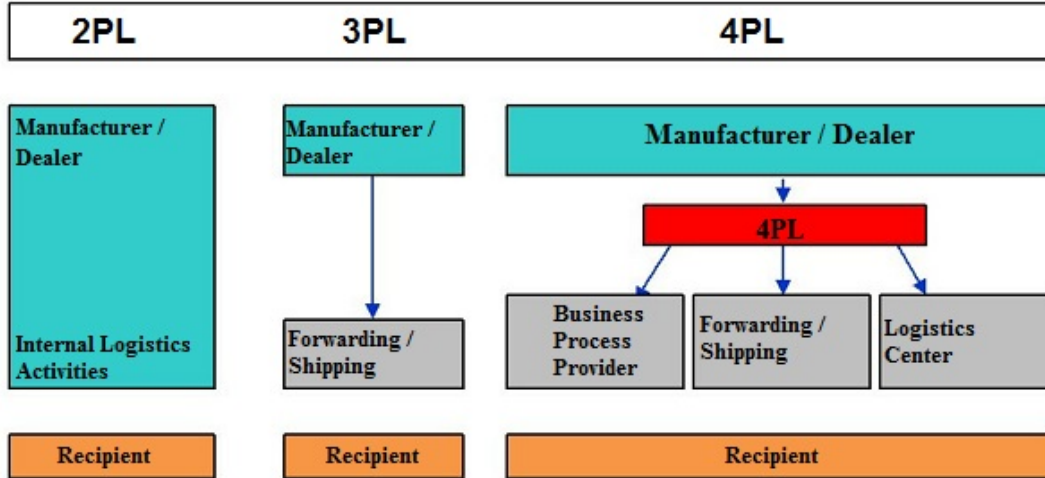 2PL
3PL
4PL
Manufacturer /
Dealer
Internal Logistics
Activities
Recipient
Manufacturer /
Dealer
Forwarding /
Shipping
Recipient
Manufacturer / Dealer
4PL
Business
Process
Provider
Forwarding /
Shipping
Logistics
Center
Recipient